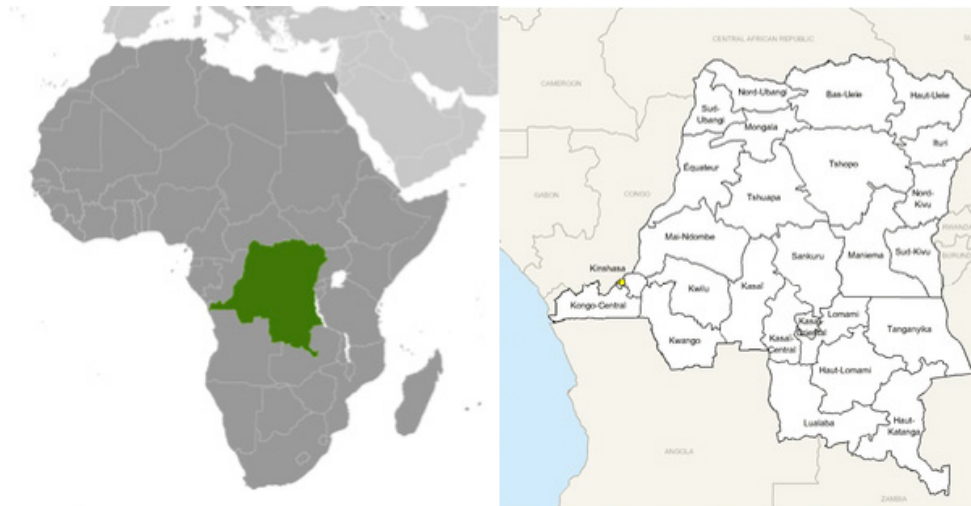 CENTRAL AFRICAN REPUBLIC
CAMEROON
Nord-Ubangi
Bas-Uele
Haut-Uele
Sud-
Ubangi
Mongala
Ituri
Équateur
Tshopo
GABON
CONGO
Tshuapa
Nord-
Kivu
RWANDA
Mai-Ndombe
Sankuru
Maniema
Sud-Kivu
BURUNDI
Kinshasa
Kwilu
Kasaï
Kongo-Central
Lomami
Kasaï-
Oriental
Tanganyika
Kwango
Kasaï-
Central
Haut-Lomami
Lualaba
Haut-
Katanga
ANGOLA
ZAMBIA